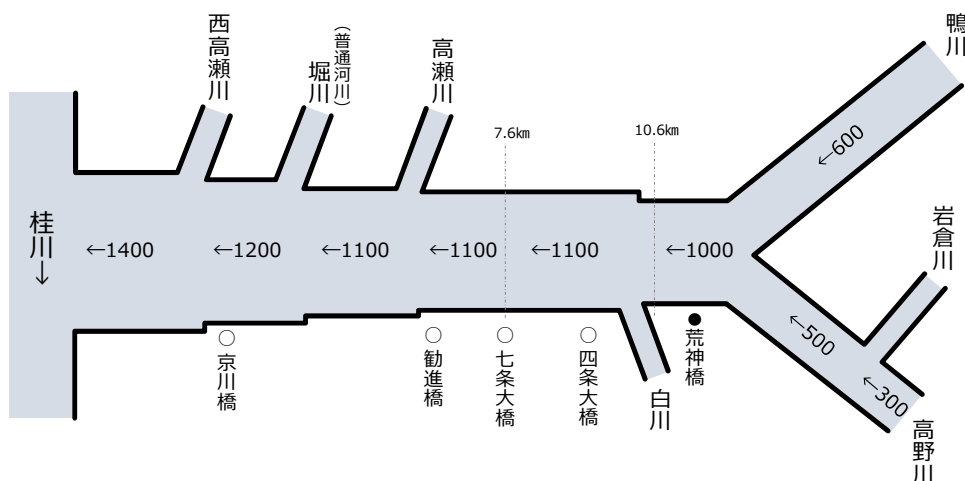 西高瀬川
堀川
（普通河川）
高瀬川
鴨川
7.6㎞
10.6㎞
←600
岩倉川
桂川
↓
←1400
←1200
←1100
←1100
←1100
←1000
←500
←300
○京川橋
○勧進橋
○七条大橋
○四条大橋
白川
●荒神橋
高野川